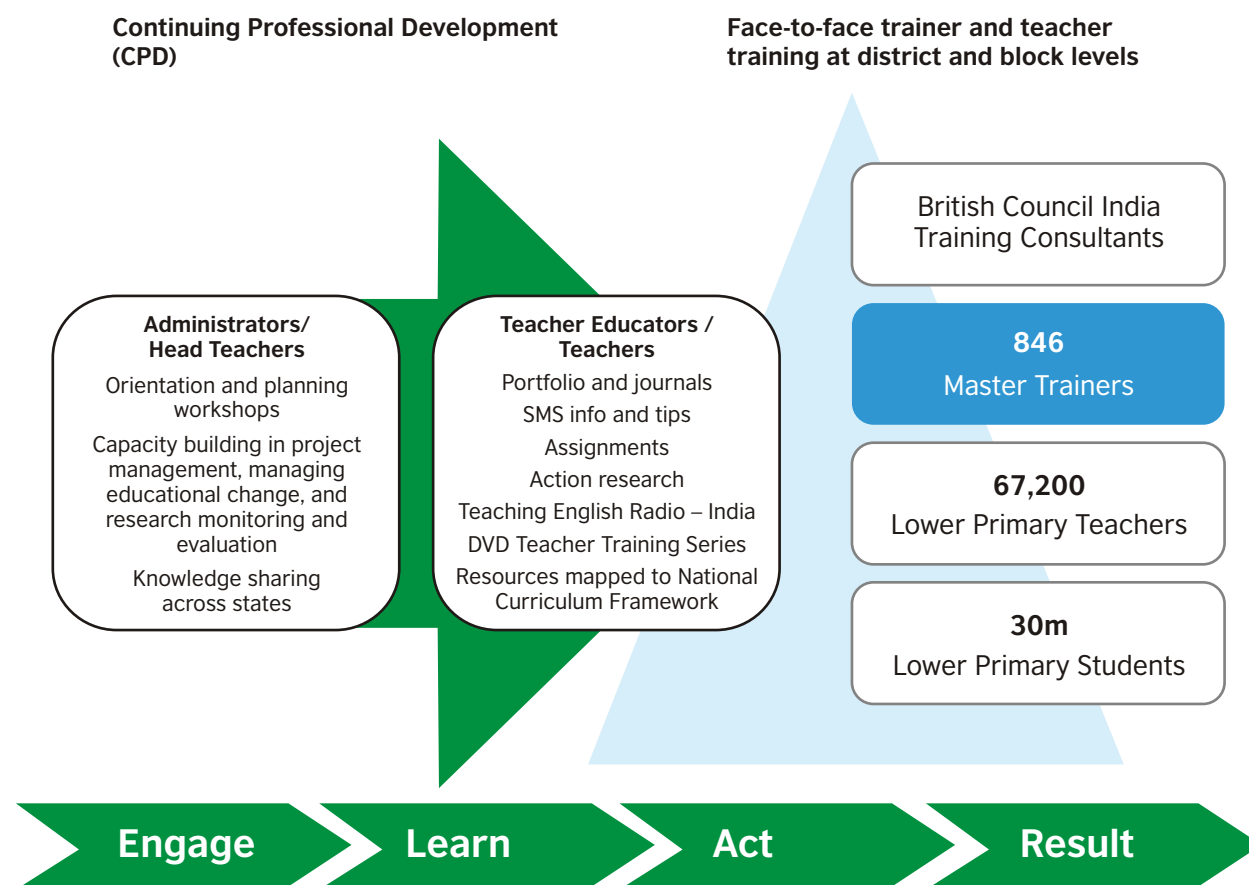 Continuing Professional Development
(CPD)
Face-to-face trainer and teacher
training at district and block levels
Administrators/
Head Teachers
Orientation and planning
workshops
Capacity building in project
management, managing
educational change, and
research monitoring and
evaluation
Knowledge sharing
across states
Teacher Educators /
Teachers
Portfolio and journals
SMS info and tips
Assignments
Action research
Teaching English Radio – India
DVD Teacher Training Series
Resources mapped to National
Curriculum Framework
British Council India
Training Consultants
846
Master Trainers
67,200
Lower Primary Teachers
30m
Lower Primary Students
Engage
Learn
Act
Result